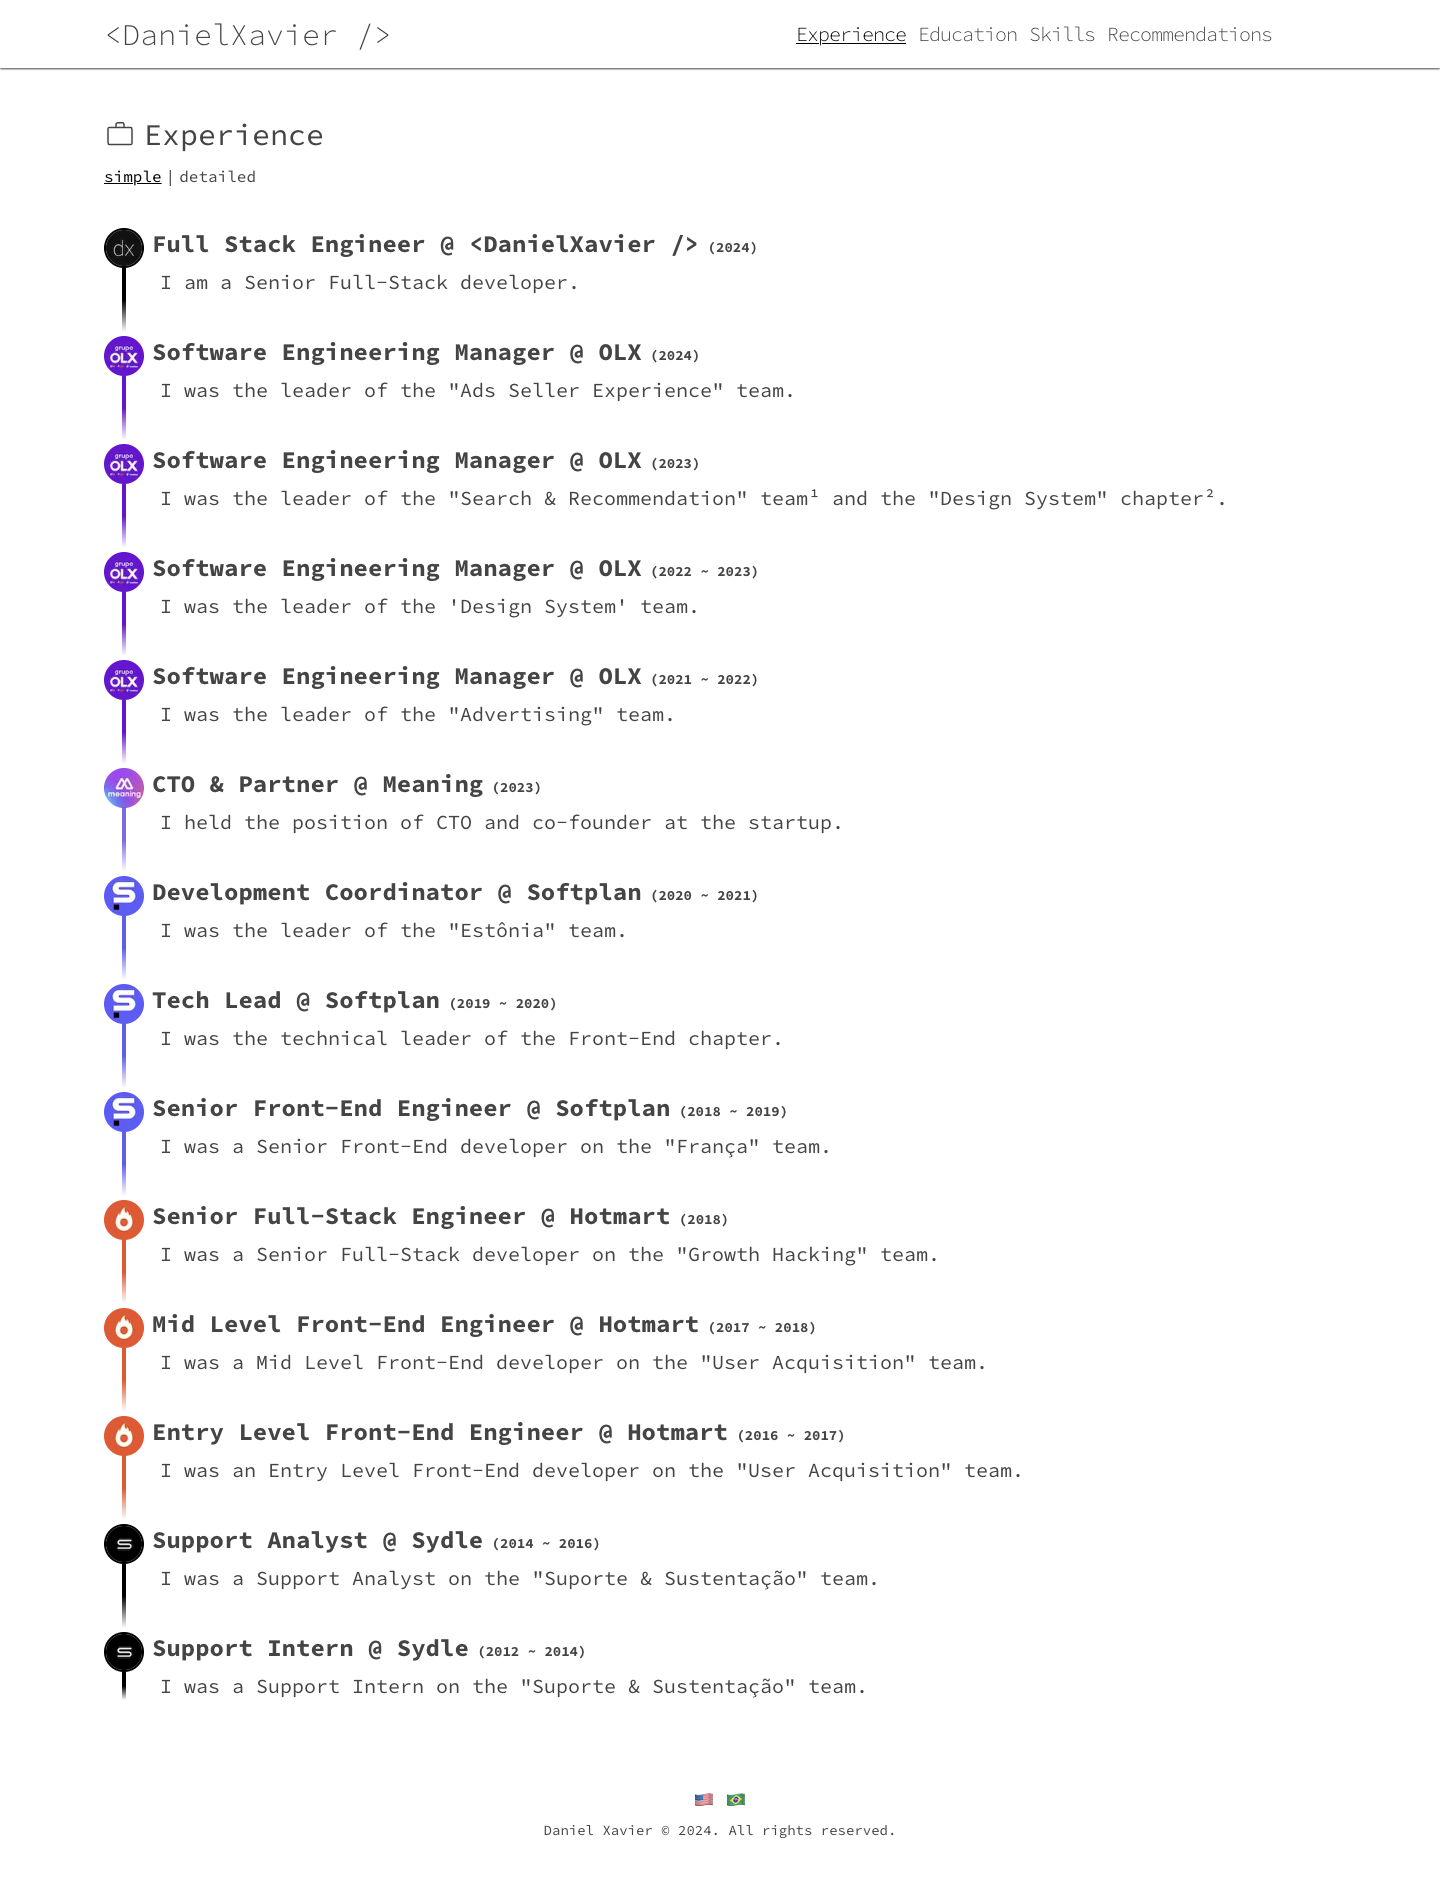 <DanielXavier />
Experience Education Skills Recommendations
Experience
simple | detailed
dx
Full Stack Engineer @ <DanielXavier /> (2024)
I am a Senior Full-Stack developer.
grupo
OLX
Software Engineering Manager @ OLX (2024)
I was the leader of the "Ads Seller Experience" team.
grupo
OLX
Software Engineering Manager @ OLX (2023)
I was the leader of the "Search & Recommendation" team¹ and the "Design System" chapter².
grupo
OLX
Software Engineering Manager @ OLX (2022 ~ 2023)
I was the leader of the 'Design System' team.
grupo
OLX
Software Engineering Manager @ OLX (2021 ~ 2022)
I was the leader of the "Advertising" team.
meaning
CTO & Partner @ Meaning (2023)
I held the position of CTO and co-founder at the startup.
Development Coordinator @ Softplan (2020 ~ 2021)
I was the leader of the "Estônia" team.
Tech Lead @ Softplan (2019 ~ 2020)
I was the technical leader of the Front-End chapter.
Senior Front-End Engineer @ Softplan (2018 ~ 2019)
I was a Senior Front-End developer on the "França" team.
Senior Full-Stack Engineer @ Hotmart (2018)
I was a Senior Full-Stack developer on the "Growth Hacking" team.
Mid Level Front-End Engineer @ Hotmart (2017 ~ 2018)
I was a Mid Level Front-End developer on the "User Acquisition" team.
Entry Level Front-End Engineer @ Hotmart (2016 ~ 2017)
I was an Entry Level Front-End developer on the "User Acquisition" team.
Support Analyst @ Sydle (2014 ~ 2016)
I was a Support Analyst on the "Suporte & Sustentação" team.
Support Intern @ Sydle (2012 ~ 2014)
I was a Support Intern on the "Suporte & Sustentação" team.
Daniel Xavier © 2024. All rights reserved.